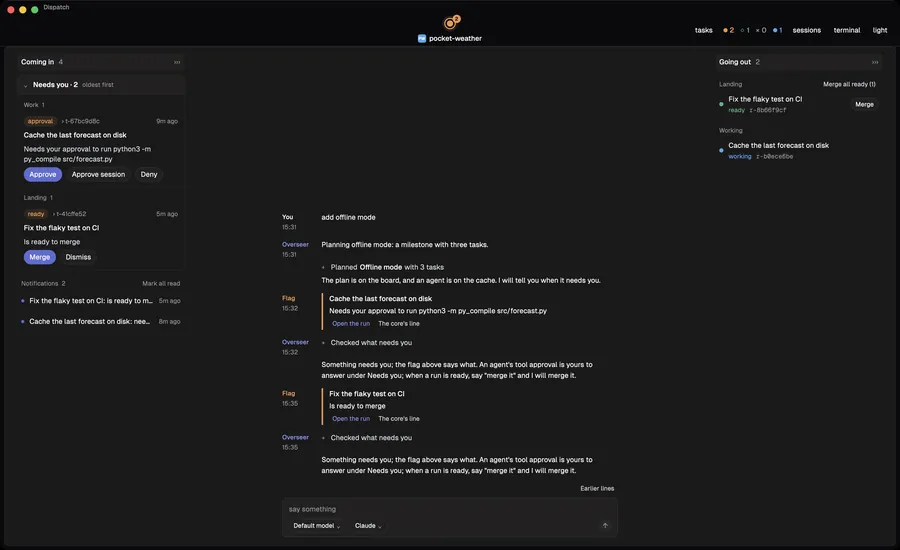 Dispatch
2
PW pocket-weather
tasks 2 1 × 0 1 sessions terminal light
Coming in 4
Needs you · 2 oldest first
Work 1
approval › t-67bc9d8c 9m ago
Cache the last forecast on disk
Needs your approval to run python3 -m
py_compile src/forecast.py
Approve Approve session Deny
Landing 1
ready › t-41cffe52 5m ago
Fix the flaky test on CI
Is ready to merge
Merge Dismiss
Notifications 2 Mark all read
Fix the flaky test on CI: is ready to m... 5m ago
Cache the last forecast on disk: nee... 8m ago
You add offline mode
15:31
Overseer Planning offline mode: a milestone with three tasks.
15:31
Planned Offline mode with 3 tasks
The plan is on the board, and an agent is on the cache. I will tell you when it needs you.
Flag Cache the last forecast on disk
15:32 Needs your approval to run python3 -m py_compile src/forecast.py
Open the run The core's line
Overseer Checked what needs you
15:32
Something needs you; the flag above says what. An agent's tool approval is yours to
answer under Needs you; when a run is ready, say "merge it" and I will merge it.
Flag Fix the flaky test on CI
15:35 Is ready to merge
Open the run The core's line
Overseer Checked what needs you
15:35
Something needs you; the flag above says what. An agent's tool approval is yours to
answer under Needs you; when a run is ready, say "merge it" and I will merge it.
Earlier lines
say something
Default model Claude
Going out 2
Landing Merge all ready (1)
Fix the flaky test on CI Merge
ready r-8b66f9cf
Working
Cache the last forecast on disk
working r-b0ece6be